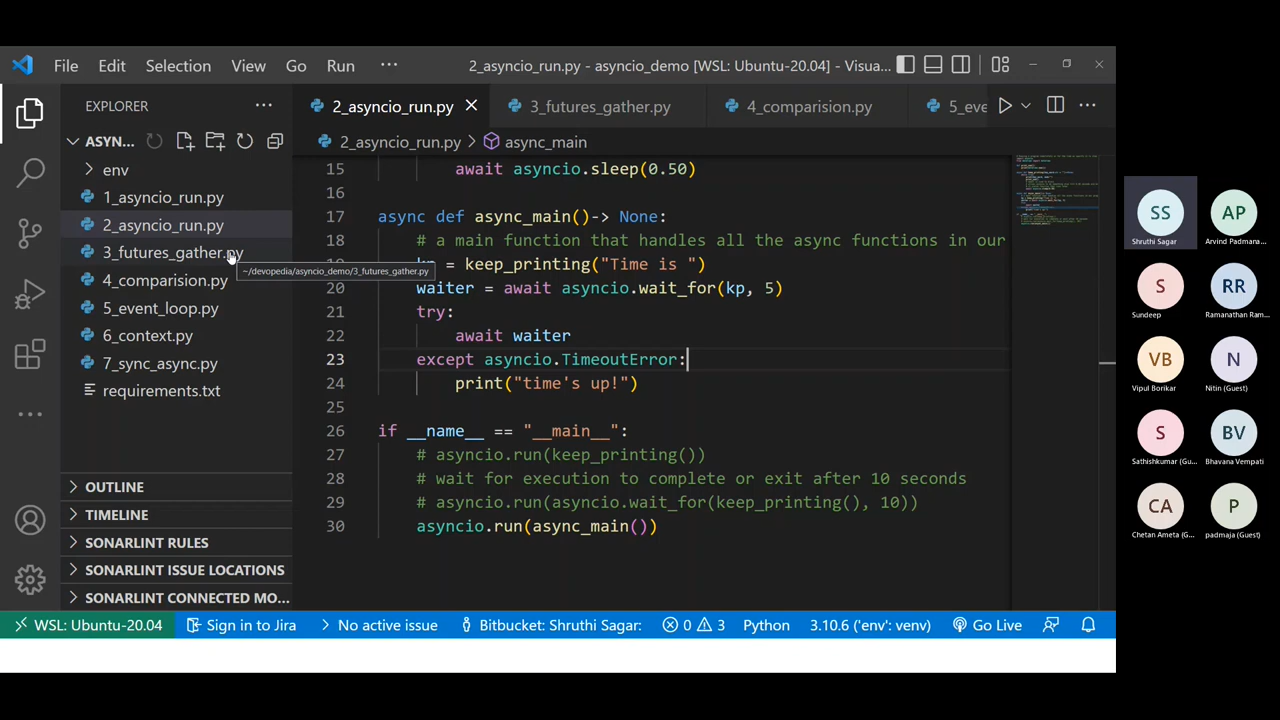 File Edit Selection View Go Run ··· 2_asyncio_run.py - asyncio_demo [WSL: Ubuntu-20.04] - Visua...
EXPLORER ···
ASYN...
env
1_asyncio_run.py
2_asyncio_run.py
3_futures_gather.py
~/devopedia/asyncio_demo/3_futures_gather.py
4_comparision.py
5_event_loop.py
6_context.py
7_sync_async.py
requirements.txt
OUTLINE
TIMELINE
SONARLINT RULES
SONARLINT ISSUE LOCATIONS
SONARLINT CONNECTED MO...
2_asyncio_run.py 3_futures_gather.py 4_comparision.py 5_eve
2_asyncio_run.py > async_main
15 await asyncio.sleep(0.50)
16
17 async def async_main()-> None:
18 # a main function that handles all the async functions in our
= keep_printing("Time is ")
20 waiter = await asyncio.wait_for(kp, 5)
21 try:
22 await waiter
23 except asyncio.TimeoutError:
24 print("time's up!")
25
26 if __name__ == "__main__":
27 # asyncio.run(keep_printing())
28 # wait for execution to complete or exit after 10 seconds
29 # asyncio.run(asyncio.wait_for(keep_printing(), 10))
30 asyncio.run(async_main())
WSL: Ubuntu-20.04 Sign in to Jira No active issue Bitbucket: Shruthi Sagar: 0 3 Python 3.10.6 ('env': venv) Go Live
SS AP
Shruthi Sagar Arvind Padmana...
S RR
Sundeep Ramanathan Ram...
VB N
Vipul Borikar Nitin (Guest)
S BV
Sathishkumar (Gu... Bhavana Vempati
CA P
Chetan Ameta (G... padmaja (Guest)